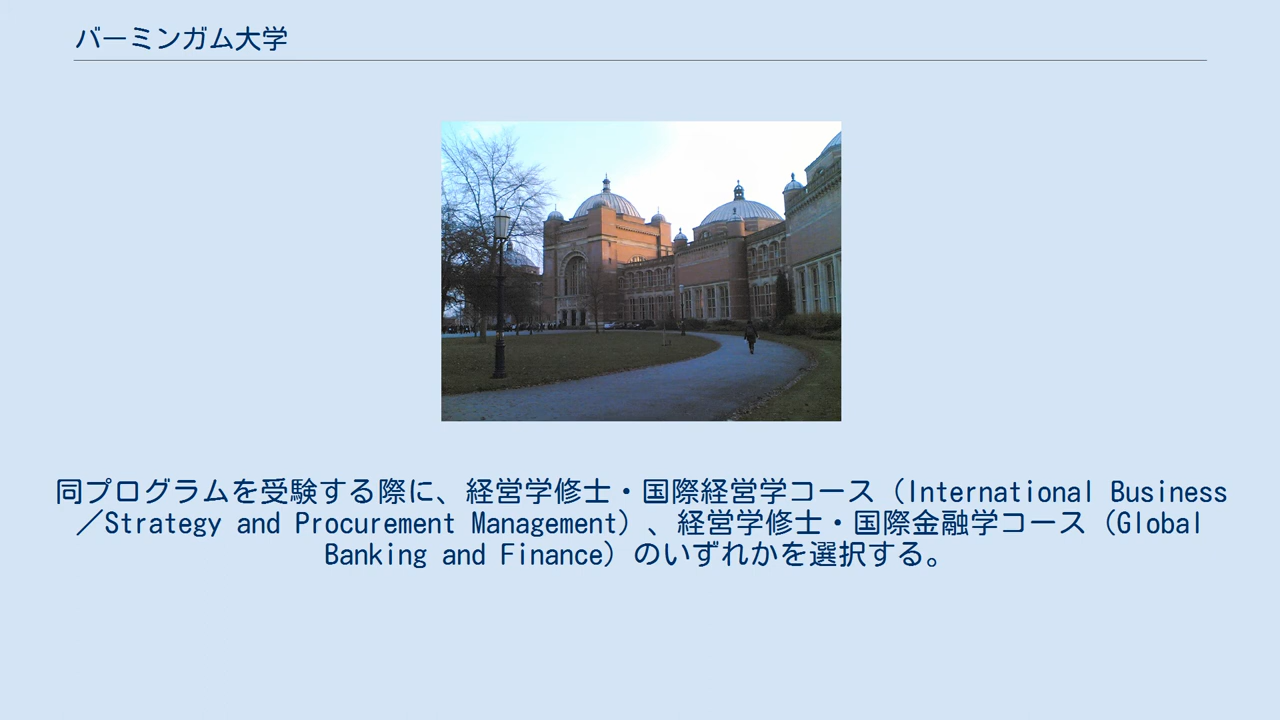 バーミンガム大学
同プログラムを受験する際に、経営学修士・国際経営学コース（International Business
／Strategy and Procurement Management）、経営学修士・国際金融学コース（Global
Banking and Finance）のいずれかを選択する。